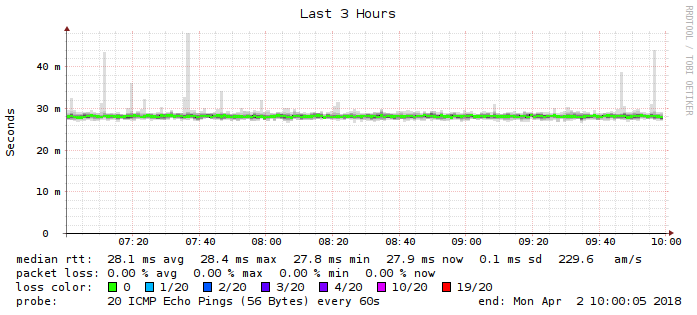 Last 3 Hours
RRDTOOL / TOBI OETIKER
Seconds
40 m
30 m
20 m
10 m
0
07:20 07:40 08:00 08:20 08:40 09:00 09:20 09:40 10:00
median rtt: 28.1 ms avg 28.4 ms max 27.8 ms min 27.9 ms now 0.1 ms sd 229.6 am/s
packet loss: 0.00 % avg 0.00 % max 0.00 % min 0.00 % now
loss color: 0 1/20 2/20 3/20 4/20 10/20 19/20
probe: 20 ICMP Echo Pings (56 Bytes) every 60s end: Mon Apr 2 10:00:05 2018